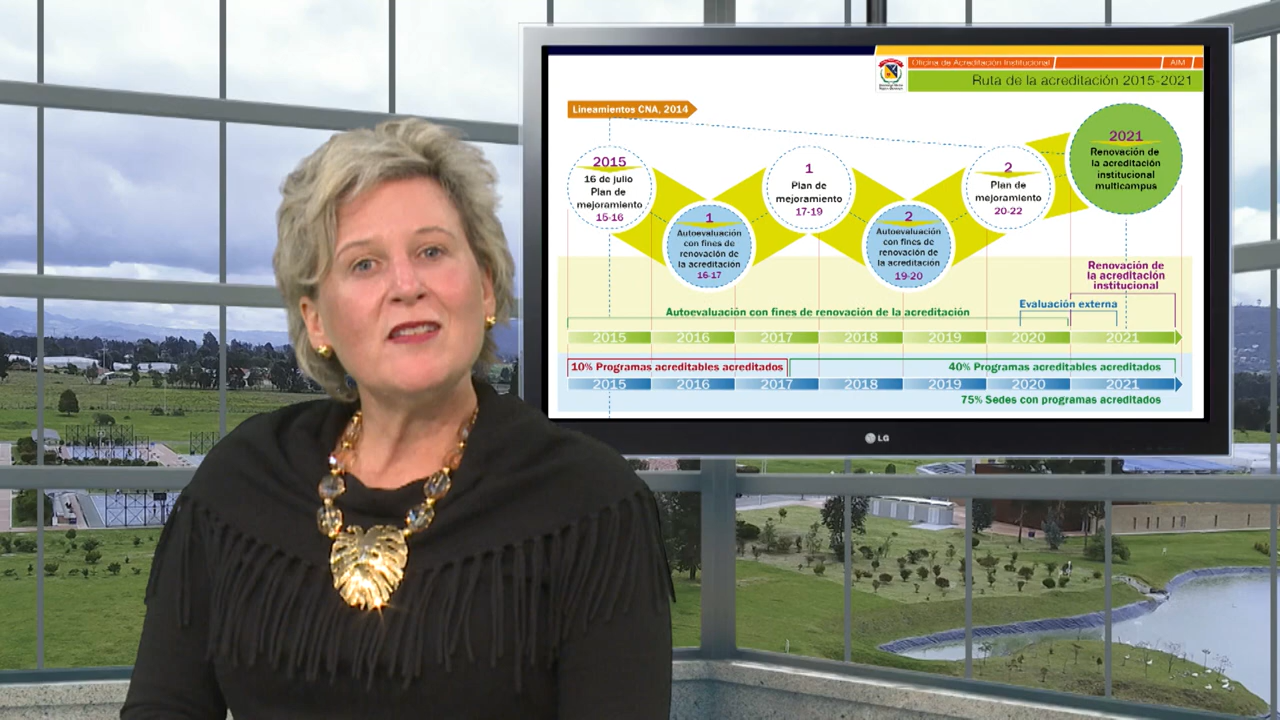 Oficina de Acreditación Institucional
AIM
Ruta de la acreditación 2015-2021
Lineamientos CNA, 2014
2015
16 de julio
Plan de
mejoramiento
15-16
1
Autoevaluación
con fines de
renovación de
la acreditación
16-17
1
Plan de
mejoramiento
17-19
2
Autoevaluación
con fines de
renovación de
la acreditación
19-20
2
Plan de
mejoramiento
20-22
2021
Renovación de
la acreditación
institucional
multicampus
Renovación de
la acreditación
institucional
Evaluación externa
Autoevaluación con fines de renovación de la acreditación
2015 2016 2017 2018 2019 2020 2021
10% Programas acreditables acreditados
40% Programas acreditables acreditados
2015 2016 2017 2018 2019 2020 2021
75% Sedes con programas acreditados
LG